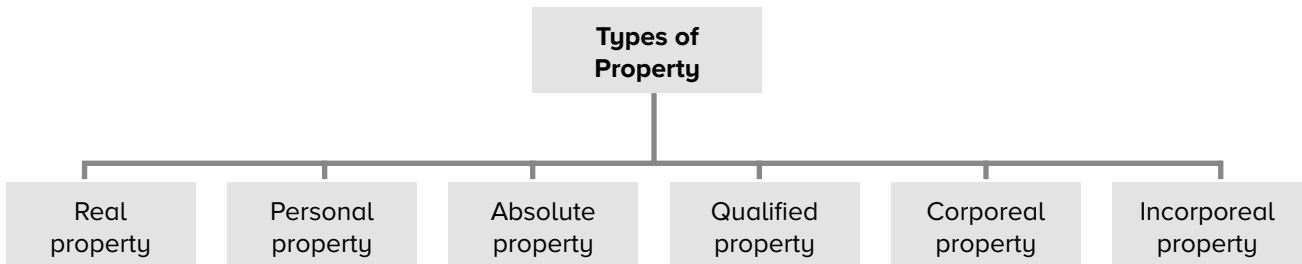 Types of
Property
Real
property
Personal
property
Absolute
property
Qualified
property
Corporeal
property
Incorporeal
property